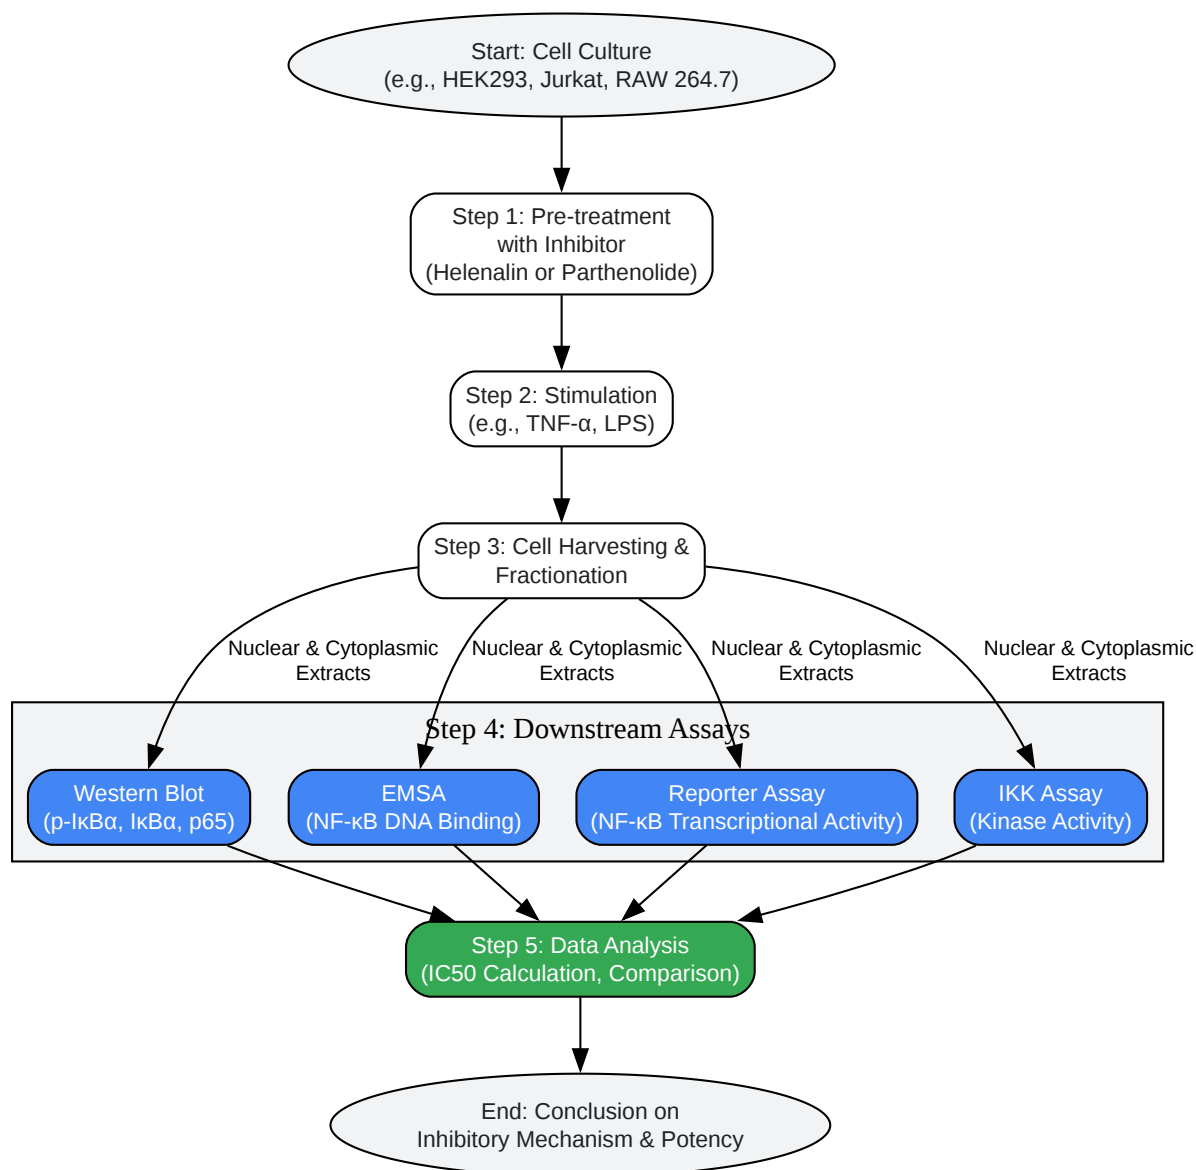 Start: Cell Culture
(e.g., HEK293, Jurkat, RAW 264.7)
Step 1: Pre-treatment
with Inhibitor
(Helenalin or Parthenolide)
Step 2: Stimulation
(e.g., TNF-α, LPS)
Step 3: Cell Harvesting &
Fractionation
Nuclear & Cytoplasmic
Extracts
Nuclear & Cytoplasmic
Extracts
Nuclear & Cytoplasmic
Extracts
Nuclear & Cytoplasmic
Extracts
Step 4: Downstream Assays
Western Blot
(p-IκBα, IκBα, p65)
EMSA
(NF-κB DNA Binding)
Reporter Assay
(NF-κB Transcriptional Activity)
IKK Assay
(Kinase Activity)
Step 5: Data Analysis
(IC50 Calculation, Comparison)
End: Conclusion on
Inhibitory Mechanism & Potency